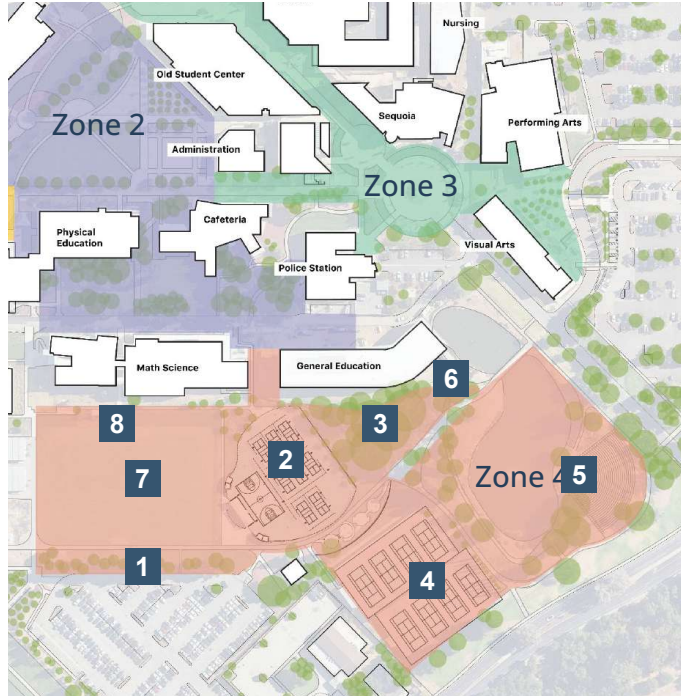 Nursing
Old Student Center
Sequoia
Performing Arts
Zone 2
Administration
Zone 3
Cafeteria
Physical
Education
Visual Arts
Police Station
Math Science
General Education
6
8
3
2
7
Zone 4
5
1
4